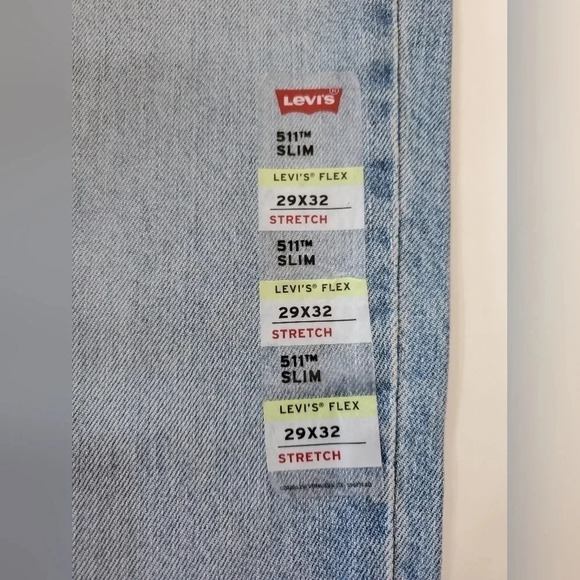 Levi's®
511™
SLIM
LEVI'S® FLEX
29X32
STRETCH
511™
SLIM
LEVI'S® FLEX
29X32
STRETCH
511™
SLIM
LEVI'S® FLEX
29X32
STRETCH